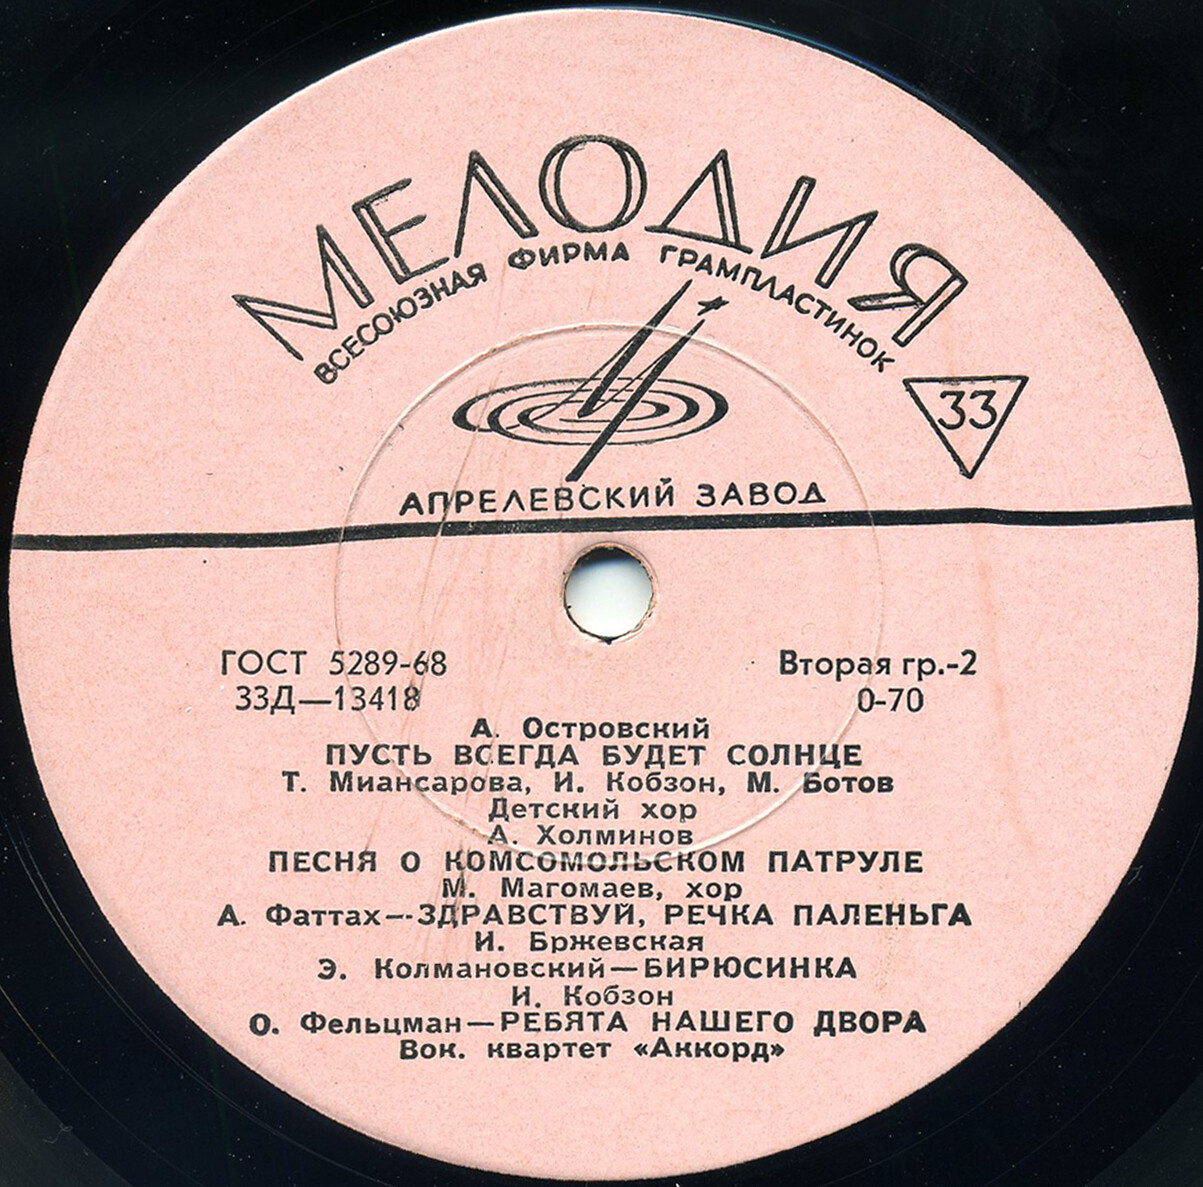 МЕЛОДИЯ
ВСЕСОЮЗНАЯ ФИРМА ГРАМПЛАСТИНОК
33
АПРЕЛЕВСКИЙ ЗАВОД
ГОСТ 5289-68 Вторая гр.-2
33Д—13418 0-70
А. Островский
ПУСТЬ ВСЕГДА БУДЕТ СОЛНЦЕ
Т. Миансарова, И. Кобзон, М. Ботов
Детский хор
А. Холминов
ПЕСНЯ О КОМСОМОЛЬСКОМ ПАТРУЛЕ
М. Магомаев, хор
А. Фаттах—ЗДРАВСТВУЙ, РЕЧКА ПАЛЕНЬГА
И. Бржевская
Э. Колмановский—БИРЮСИНКА
И. Кобзон
О. Фельцман—РЕБЯТА НАШЕГО ДВОРА
Вок. квартет «Аккорд»